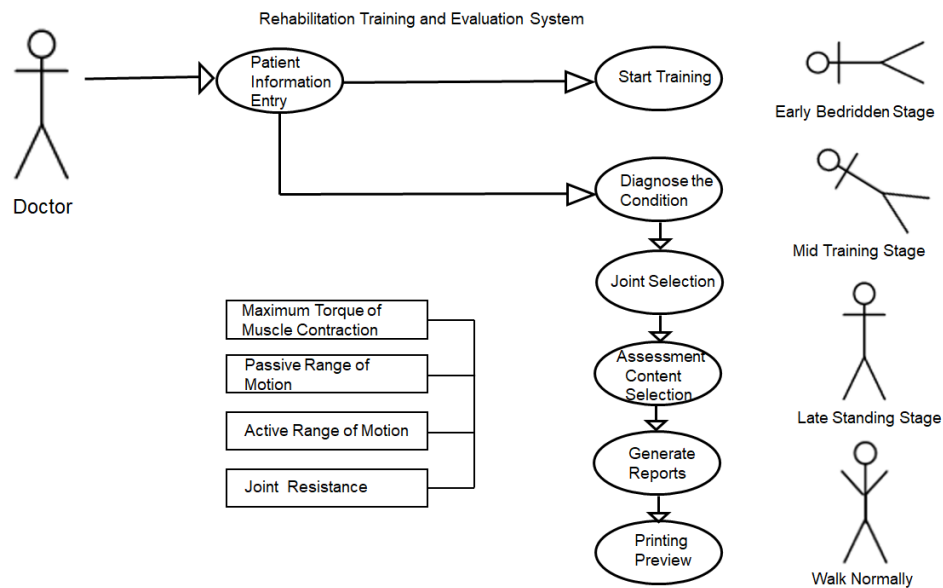 Rehabilitation Training and Evaluation System
Doctor
Patient
Information
Entry
Start Training
Diagnose the
Condition
Joint Selection
Assessment
Content
Selection
Generate
Reports
Printing
Preview
Maximum Torque of
Muscle Contraction
Passive Range of
Motion
Active Range of Motion
Joint Resistance
Early Bedridden Stage
Mid Training Stage
Late Standing Stage
Walk Normally